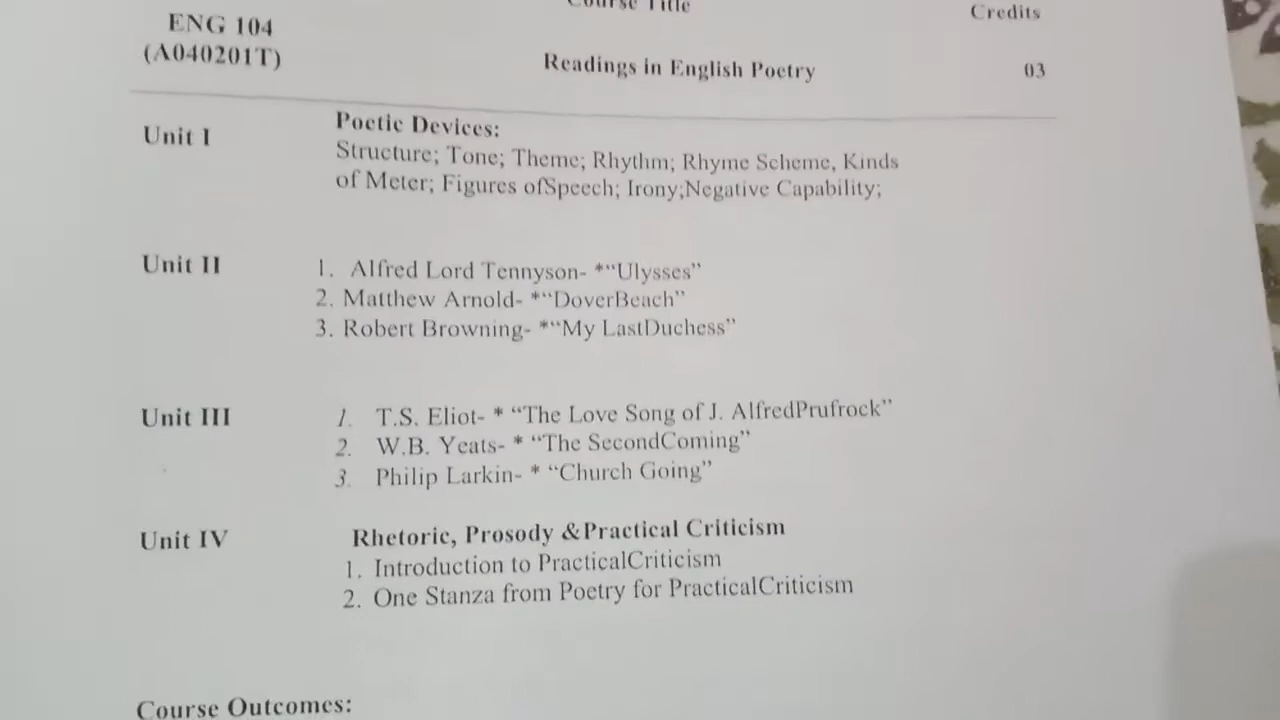 Course Title
Credits
ENG 104
(A040201T)
Readings in English Poetry
03
Unit I
Poetic Devices:
Structure; Tone; Theme; Rhythm; Rhyme Scheme, Kinds
of Meter; Figures ofSpeech; Irony;Negative Capability;
Unit II
1. Alfred Lord Tennyson- *“Ulysses”
2. Matthew Arnold- *“DoverBeach”
3. Robert Browning- *“My LastDuchess”
Unit III
1. T.S. Eliot- * “The Love Song of J. AlfredPrufrock”
2. W.B. Yeats- * “The SecondComing”
3. Philip Larkin- * “Church Going”
Unit IV
Rhetoric, Prosody &Practical Criticism
1. Introduction to PracticalCriticism
2. One Stanza from Poetry for PracticalCriticism
Course Outcomes: